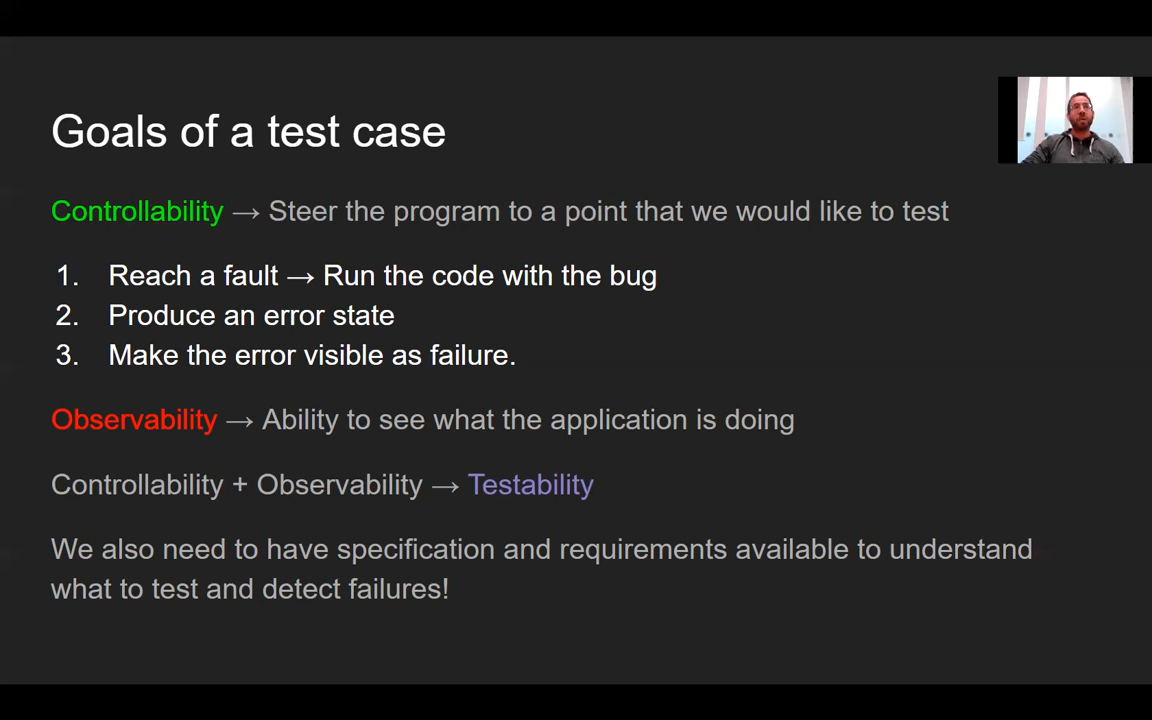 Goals of a test case
Controllability → Steer the program to a point that we would like to test
1. Reach a fault → Run the code with the bug
2. Produce an error state
3. Make the error visible as failure.
Observability → Ability to see what the application is doing
Controllability + Observability → Testability
We also need to have specification and requirements available to understand
what to test and detect failures!